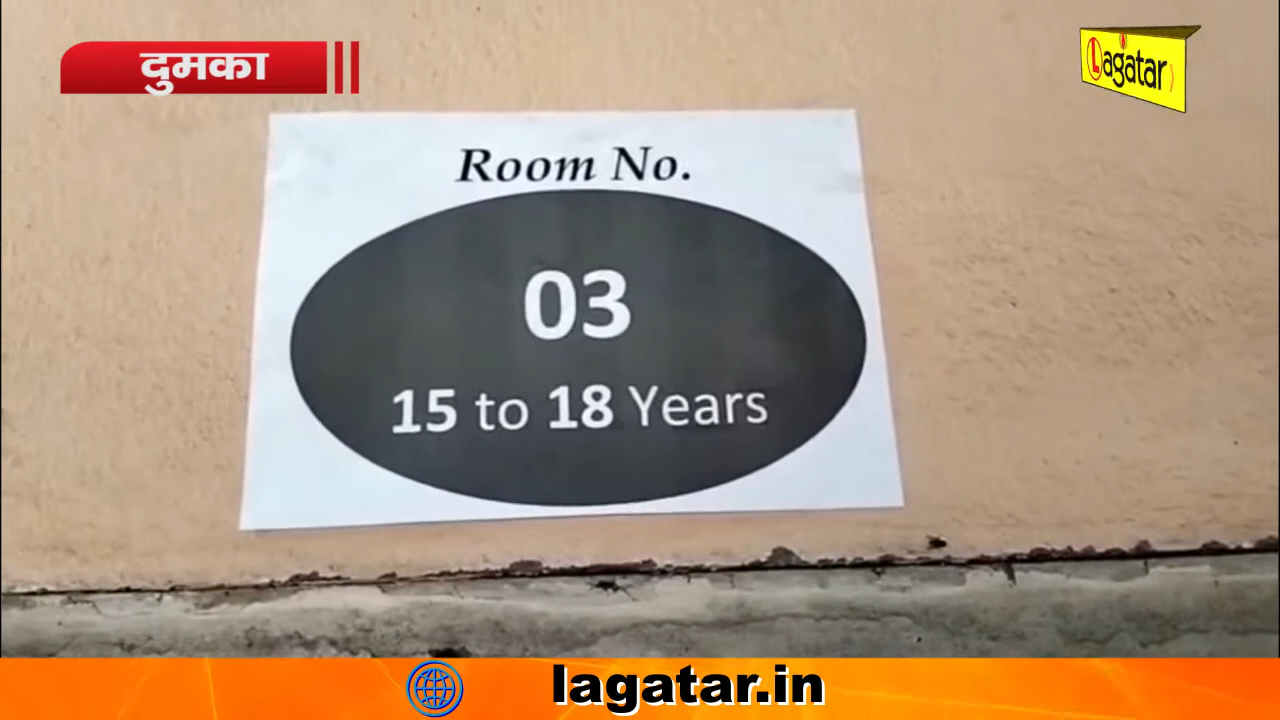 दुमका
Lagatar
Room No.
03
15 to 18 Years
lagatar.in